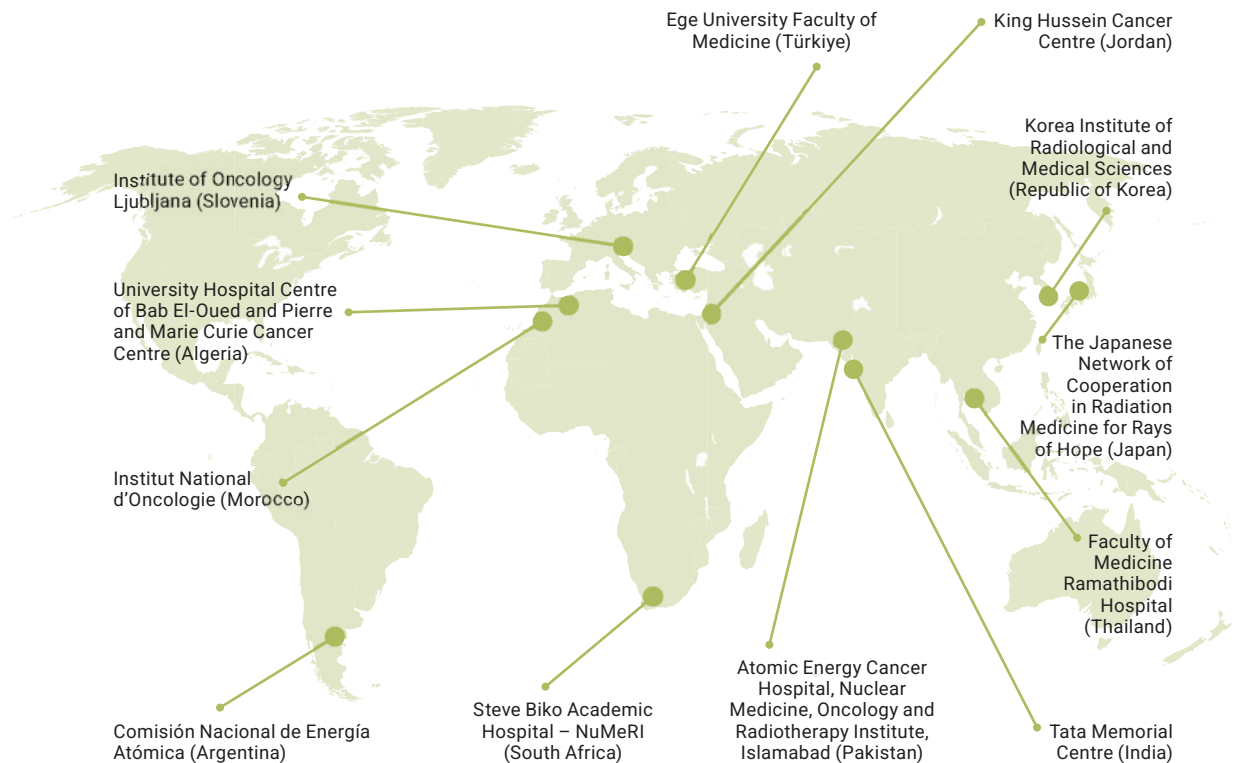 Ege University Faculty of
Medicine (Türkiye)
King Hussein Cancer
Centre (Jordan)
Korea Institute of
Radiological and
Medical Sciences
(Republic of Korea)
Institute of Oncology
Ljubljana (Slovenia)
University Hospital Centre
of Bab El-Oued and Pierre
and Marie Curie Cancer
Centre (Algeria)
The Japanese
Network of
Cooperation
in Radiation
Medicine for Rays
of Hope (Japan)
Institut National
d’Oncologie (Morocco)
Faculty of
Medicine
Ramathibodi
Hospital
(Thailand)
Comisión Nacional de Energía
Atómica (Argentina)
Steve Biko Academic
Hospital – NuMeRI
(South Africa)
Atomic Energy Cancer
Hospital, Nuclear
Medicine, Oncology and
Radiotherapy Institute,
Islamabad (Pakistan)
Tata Memorial
Centre (India)